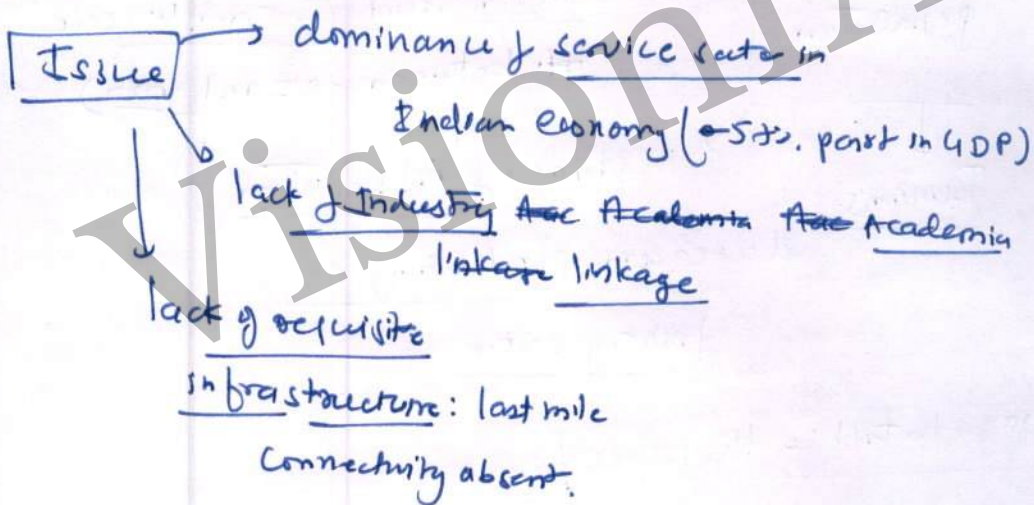 Issue
dominance of service sector in
Indian economy ( part in GDP)
lack of Industry Academia
linkage
lack of requisite
infrastructure: last mile
Connectivity absent.
Vision